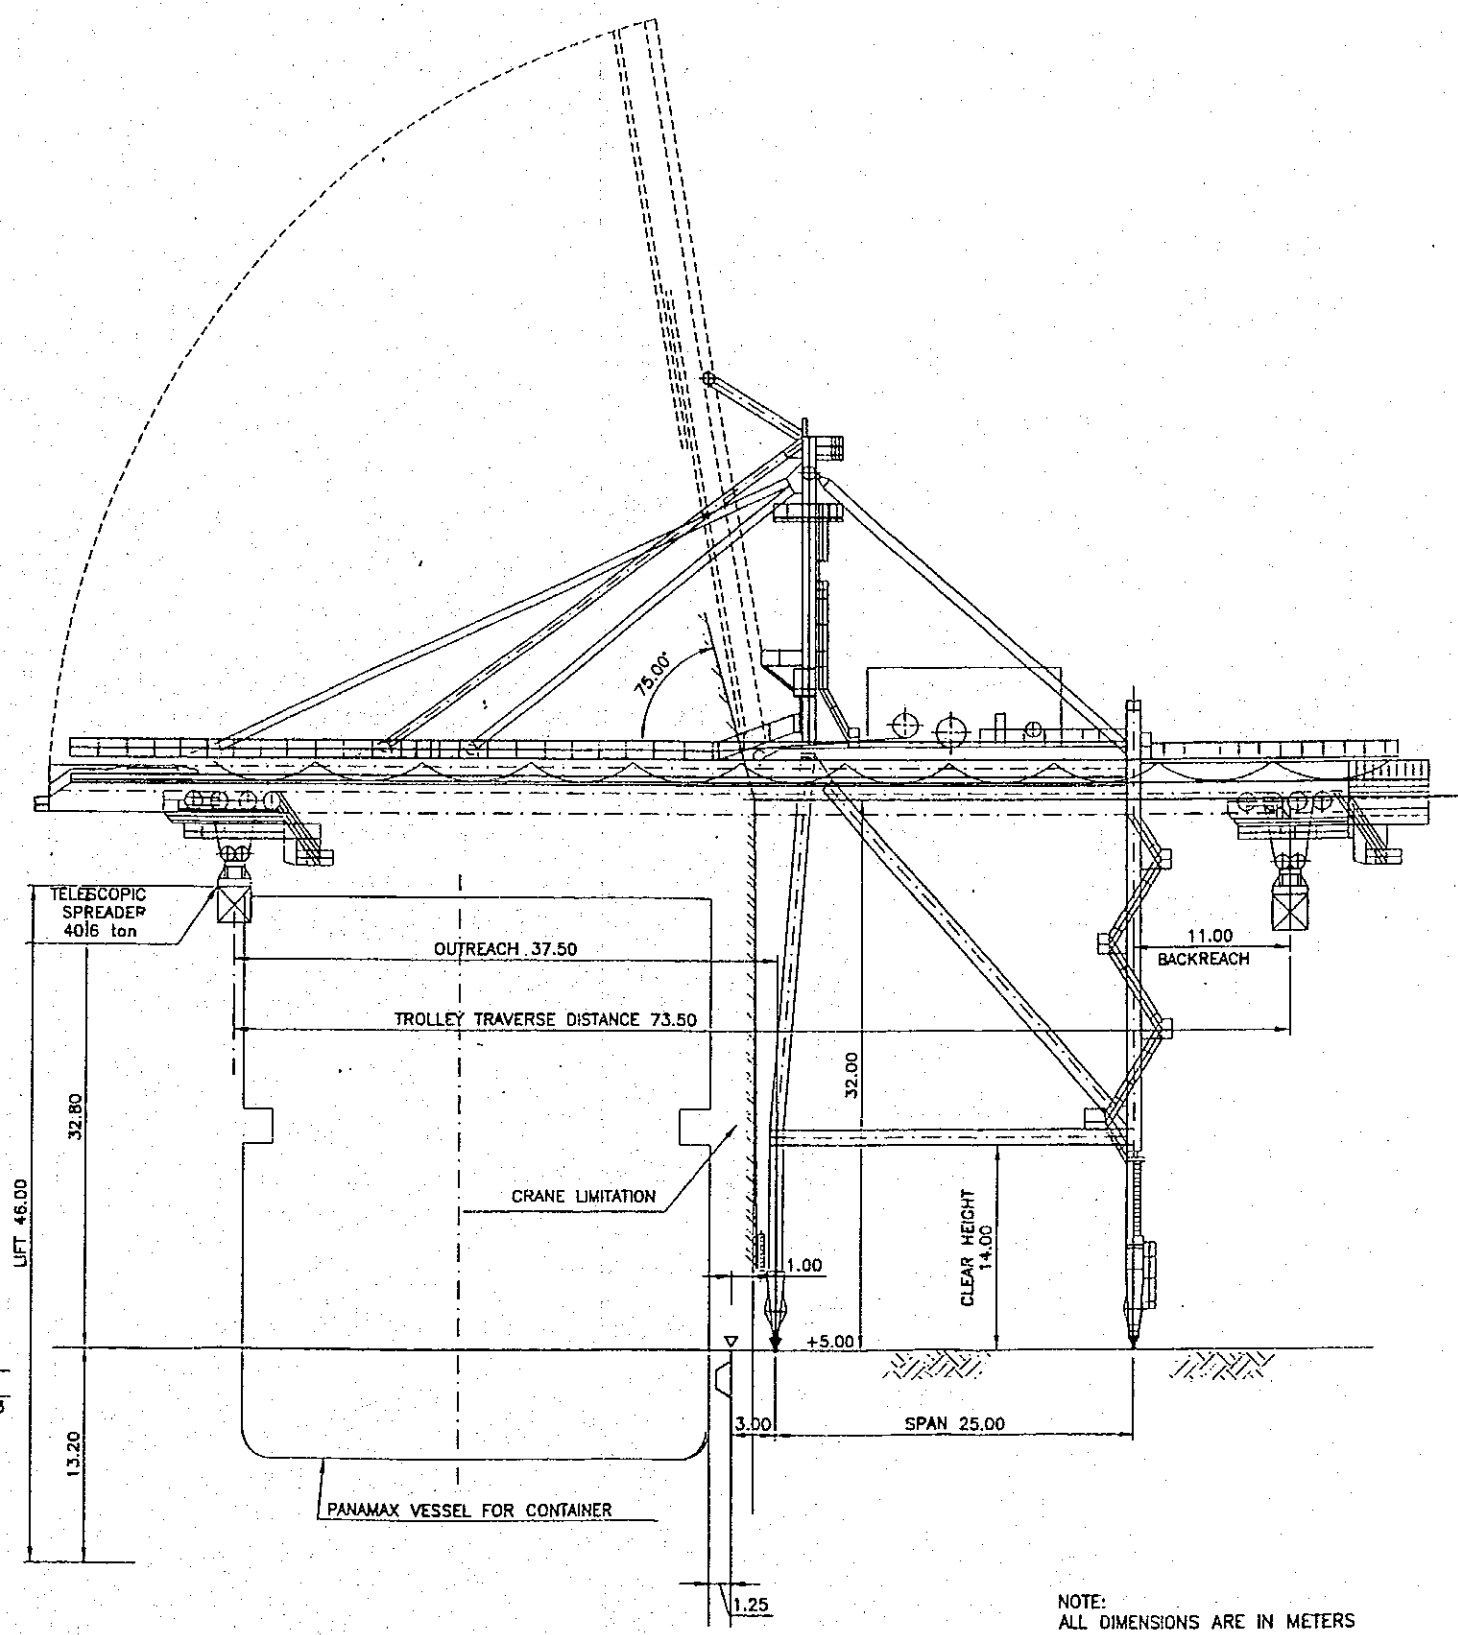 75.00°
TELESCOPIC
SPREADER
40.6 ton
OUTREACH 37.50
11.00
BACKREACH
TROLLEY TRAVERSE DISTANCE 73.50
32.00
32.80
CRANE LIMITATION
LIFT 46.00
CLEAR HEIGHT
14.00
1.00
+5.00
3.00
SPAN 25.00
13.20
PANAMAX VESSEL FOR CONTAINER
1.25
NOTE:
ALL DIMENSIONS ARE IN METERS